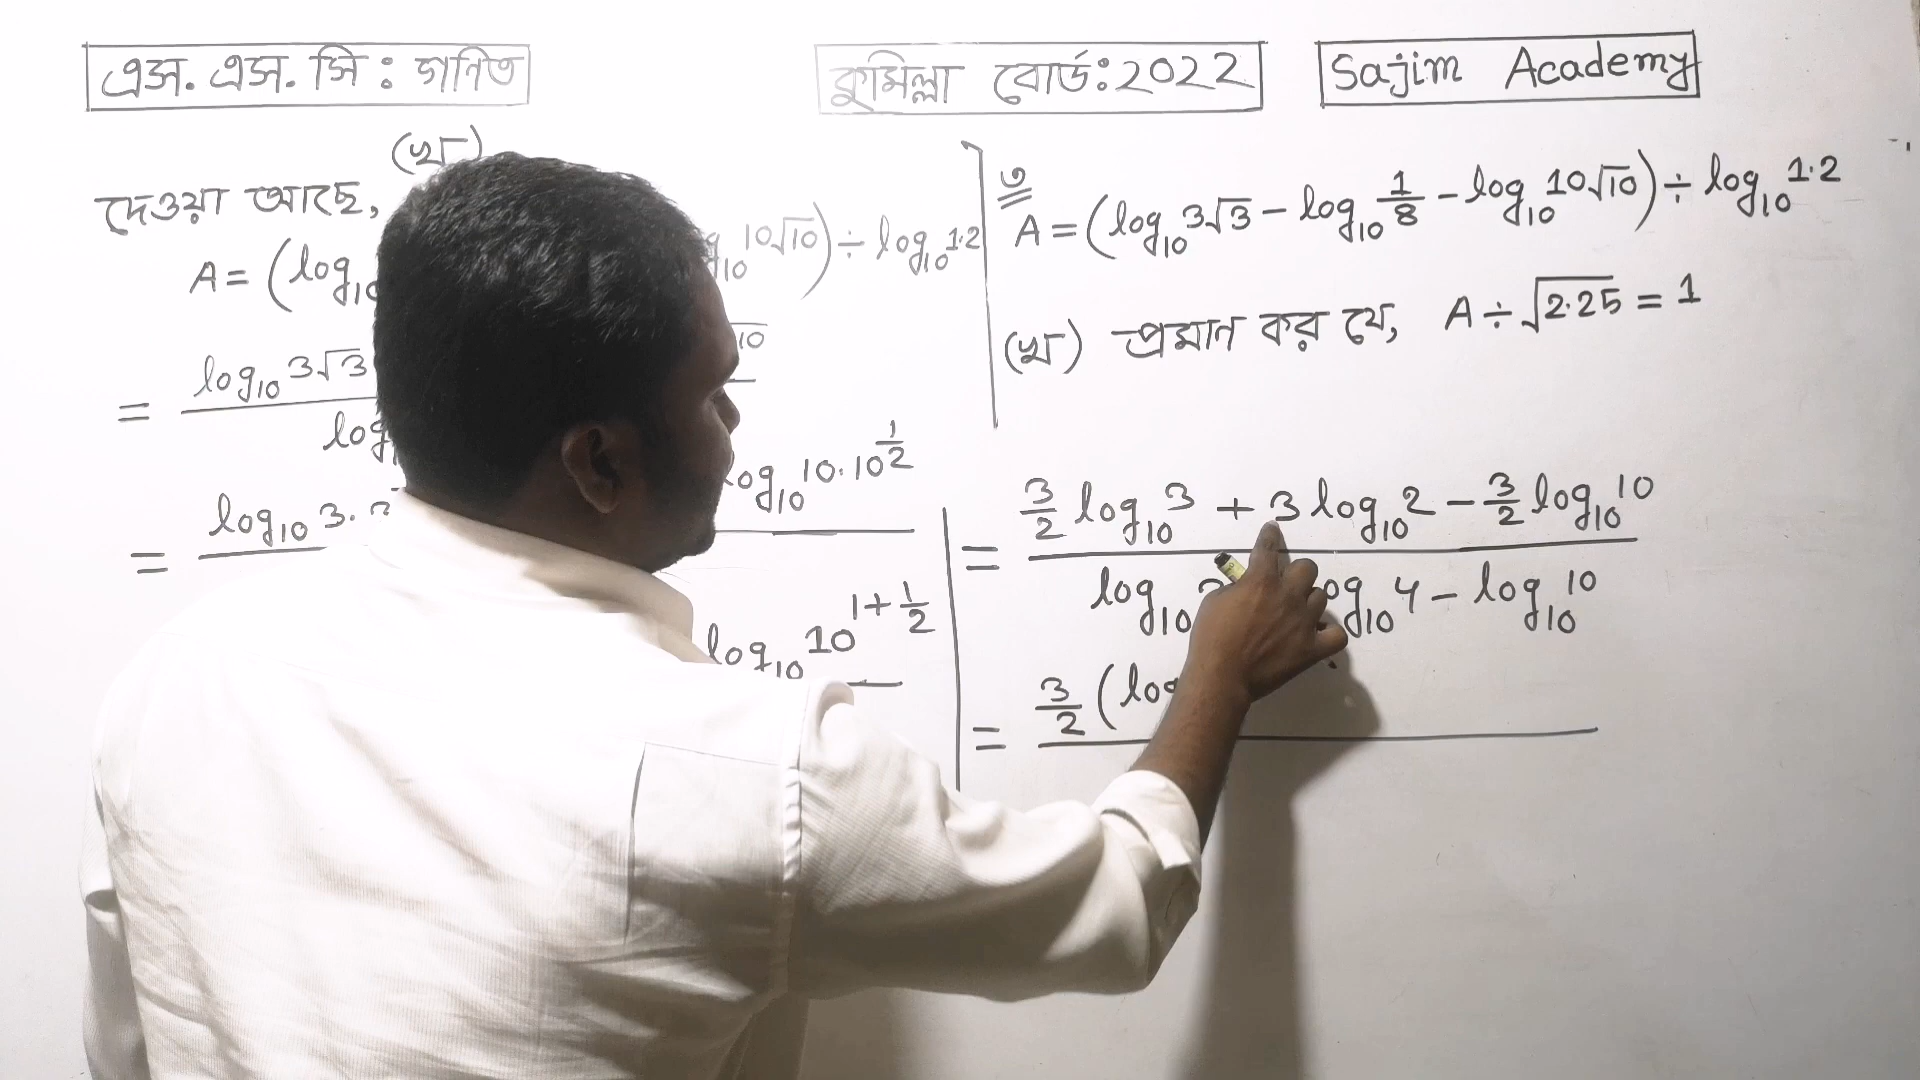 এস. এস. সি : গণিত
কুমিল্লা বোর্ড: ২০২২
Sajim Academy
(খ)
দেওয়া আছে,
A = (log₁₀ 10√10) ÷ log₁₀ 1·2
= log₁₀ 3√3
√10
log
= log₁₀ 3·
log₁₀ 10·10^(1/2)
log₁₀ 10^(1+1/2)
৩
A = (log₁₀ 3√3 − log₁₀ 1/8 − log₁₀ 10√10) ÷ log₁₀ 1·2
(খ) প্রমান কর যে, A ÷ √2·25 = 1
= 3/2 log₁₀ 3 + 3 log₁₀ 2 − 3/2 log₁₀ 10
log₁₀ log₁₀ 4 − log₁₀ 10
= 3/2 (log